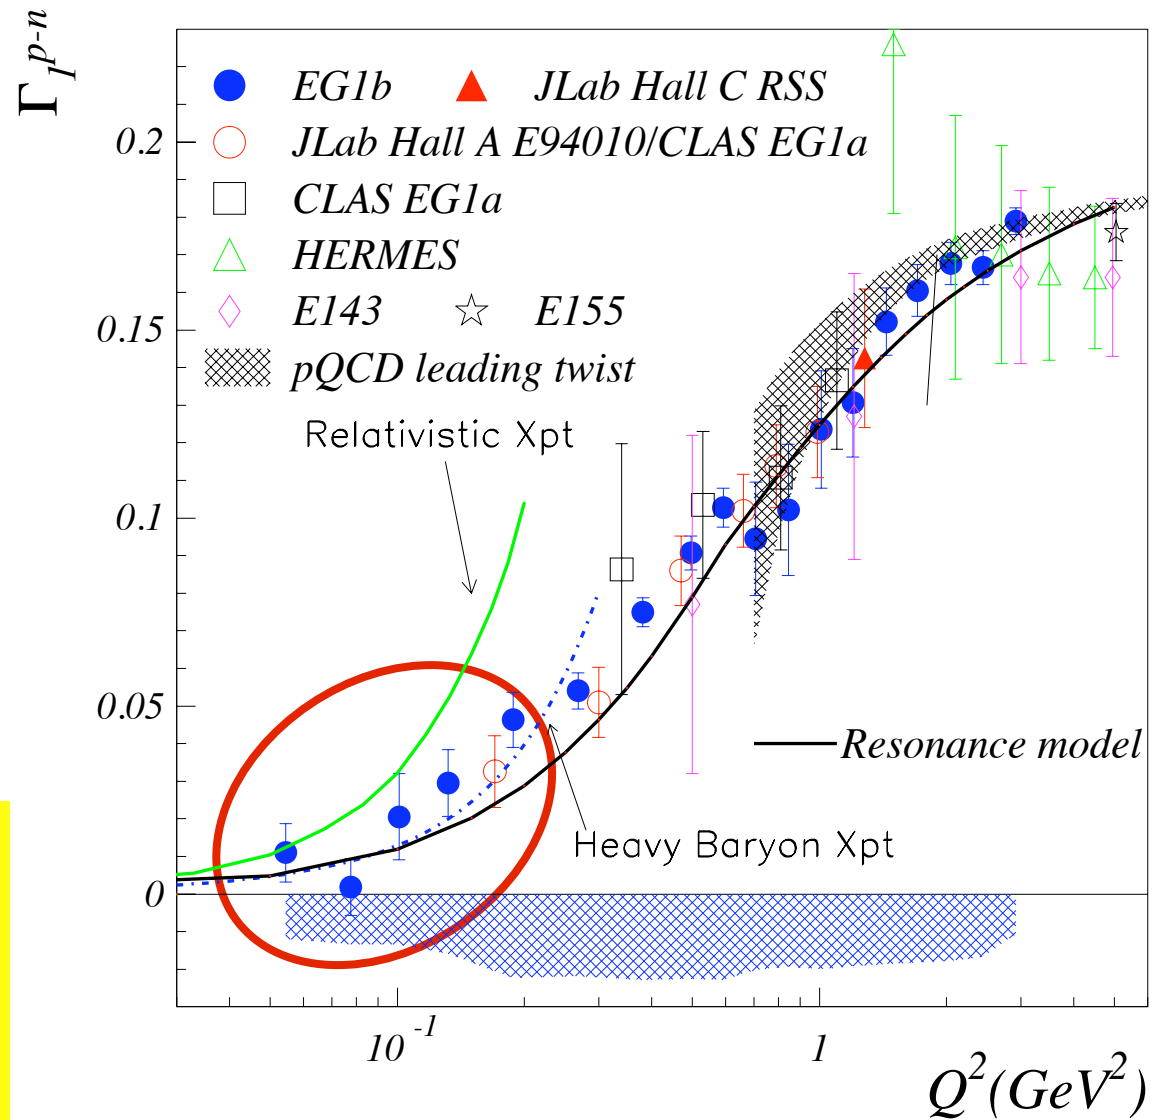 Γ₁ᵖ⁻ⁿ
EG1b JLab Hall C RSS
JLab Hall A E94010/CLAS EG1a
CLAS EG1a
HERMES
E143 E155
pQCD leading twist
Relativistic Xpt
Resonance model
Heavy Baryon Xpt
0.2
0.15
0.1
0.05
0
10⁻¹ 1
Q²(GeV²)